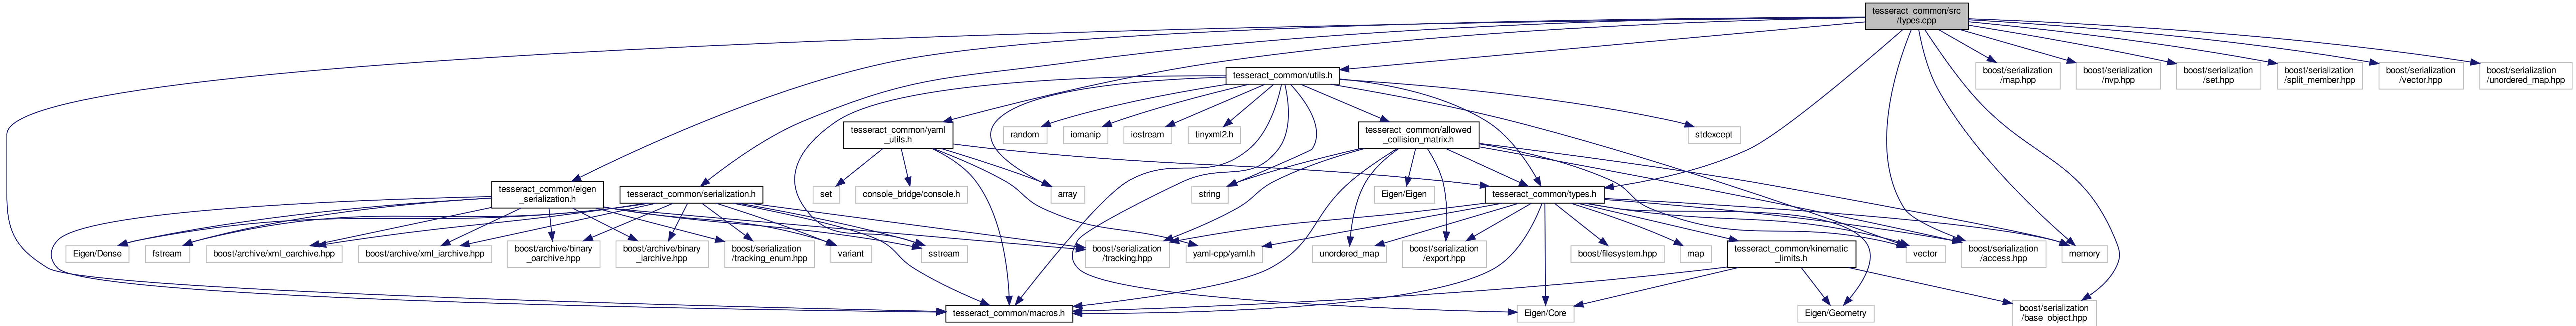 tesseract_common/src
/types.cpp
tesseract_common/utils.h
boost/serialization
/map.hpp
boost/serialization
/nvp.hpp
boost/serialization
/set.hpp
boost/serialization
/split_member.hpp
boost/serialization
/vector.hpp
boost/serialization
/unordered_map.hpp
tesseract_common/yaml
_utils.h
random
iomanip
iostream
tinyxml2.h
tesseract_common/allowed
_collision_matrix.h
stdexcept
tesseract_common/eigen
_serialization.h
tesseract_common/serialization.h
set
console_bridge/console.h
array
string
Eigen/Eigen
tesseract_common/types.h
Eigen/Dense
fstream
boost/archive/xml_oarchive.hpp
boost/archive/xml_iarchive.hpp
boost/archive/binary
_oarchive.hpp
boost/archive/binary
_iarchive.hpp
boost/serialization
/tracking_enum.hpp
variant
sstream
boost/serialization
/tracking.hpp
yaml-cpp/yaml.h
unordered_map
boost/serialization
/export.hpp
boost/filesystem.hpp
map
tesseract_common/kinematic
_limits.h
vector
boost/serialization
/access.hpp
memory
tesseract_common/macros.h
Eigen/Core
Eigen/Geometry
boost/serialization
/base_object.hpp